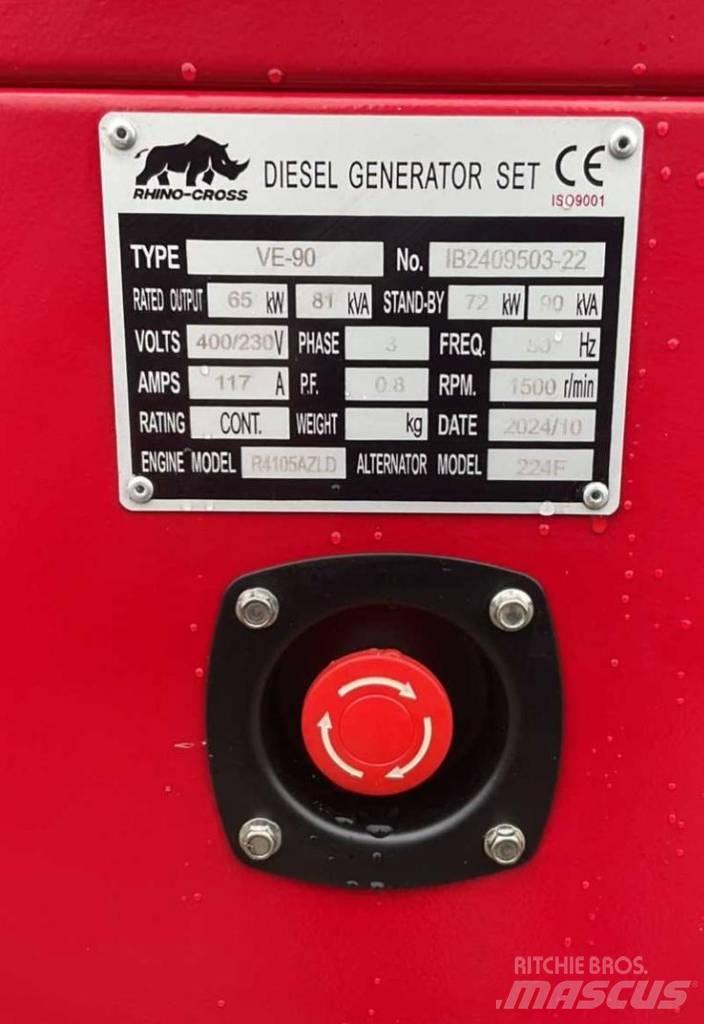 RHINO-CROSS DIESEL GENERATOR SET CE
ISO9001
TYPE VE-90 No. IB2409503-22
RATED OUTPUT 65 kW 81 kVA STAND-BY 72 kW 90 kVA
VOLTS 400/230V PHASE 3 FREQ. 50 Hz
AMPS 117 A P.F. 0.8 RPM. 1500 r/min
RATING CONT. WEIGHT kg DATE 2024/10
ENGINE MODEL R4105AZLD ALTERNATOR MODEL 224F
RITCHIE BROS.
MASCUS